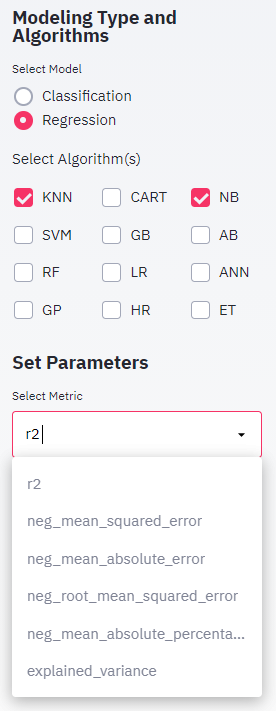 Modeling Type and
Algorithms
Select Model
Classification
Regression
Select Algorithm(s)
KNN CART NB
SVM GB AB
RF LR ANN
GP HR ET
Set Parameters
Select Metric
r2
r2
neg_mean_squared_error
neg_mean_absolute_error
neg_root_mean_squared_error
neg_mean_absolute_percenta...
explained_variance